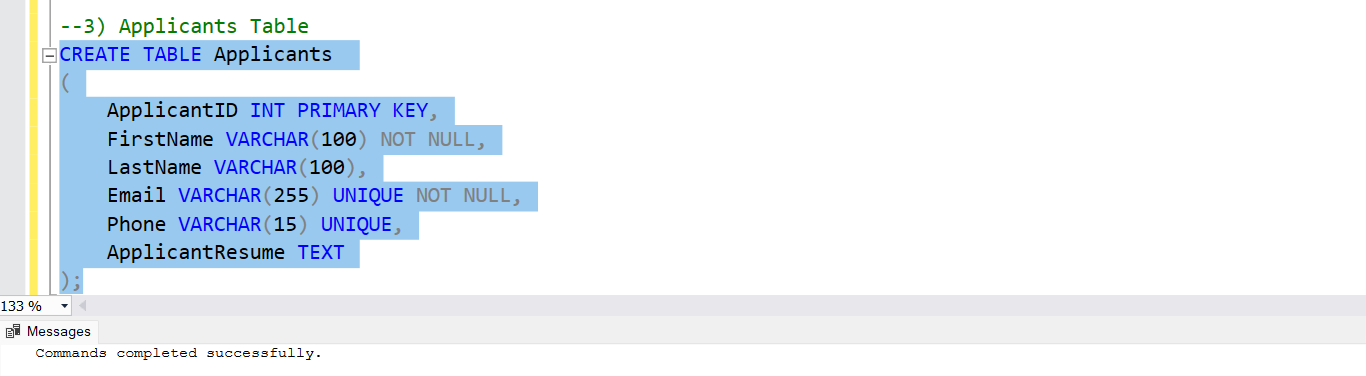 --3) Applicants Table
CREATE TABLE Applicants
(
ApplicantID INT PRIMARY KEY,
FirstName VARCHAR(100) NOT NULL,
LastName VARCHAR(100),
Email VARCHAR(255) UNIQUE NOT NULL,
Phone VARCHAR(15) UNIQUE,
ApplicantResume TEXT
);
133 %
Messages
Commands completed successfully.